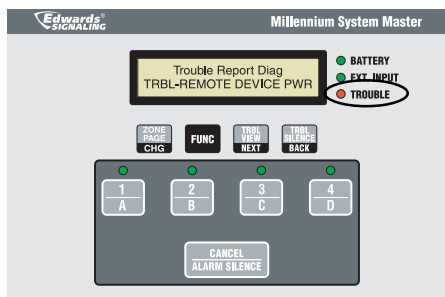 Edwards®
SIGNALING
Millennium System Master
Trouble Report Diag
TRBL-REMOTE DEVICE PWR
BATTERY
EXT. INPUT
TROUBLE
ZONE
PAGE
CHG
FUNC
TRBL
VIEW
NEXT
TRBL
SILENCE
BACK
1
A
2
B
3
C
4
D
CANCEL
ALARM SILENCE